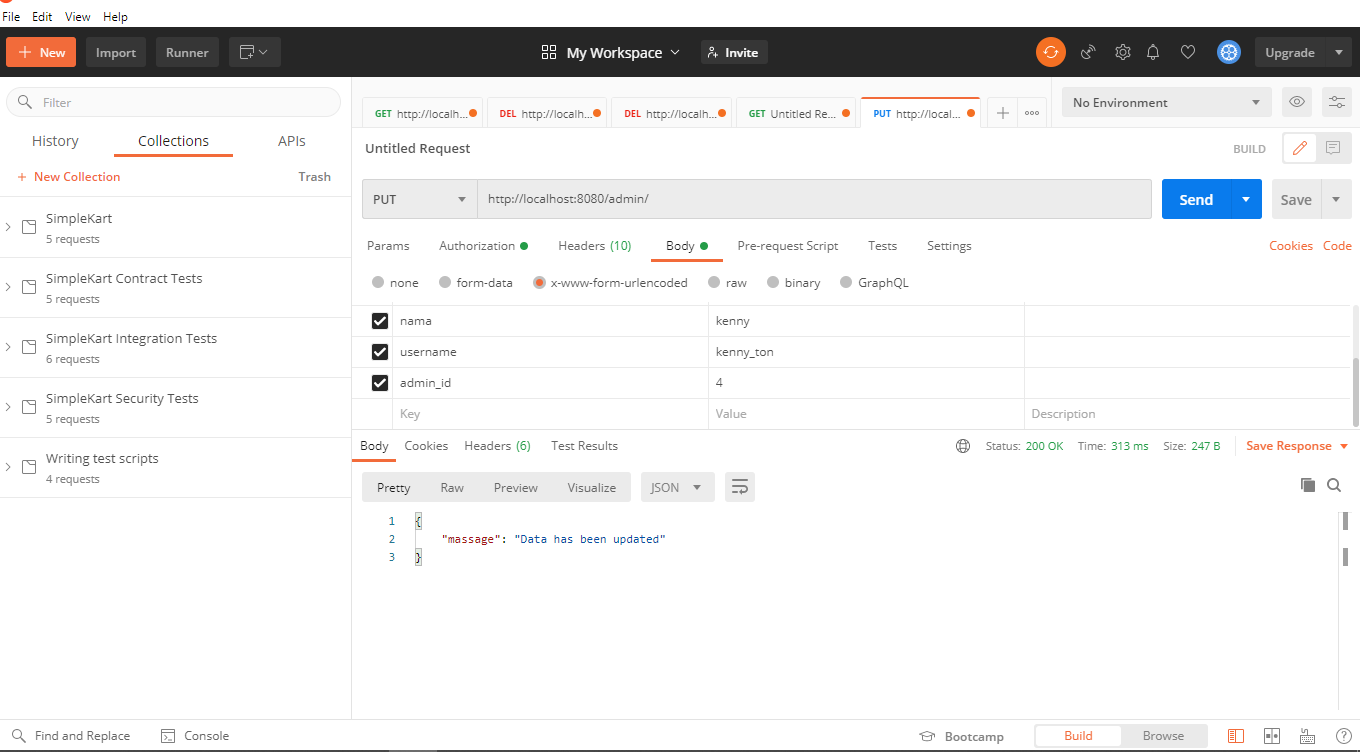 File Edit View Help
+ New Import Runner My Workspace Invite Upgrade
Filter
History Collections APIs
+ New Collection Trash
SimpleKart
5 requests
SimpleKart Contract Tests
5 requests
SimpleKart Integration Tests
6 requests
SimpleKart Security Tests
5 requests
Writing test scripts
4 requests
GET http://localh... DEL http://localh... DEL http://localh... GET Untitled Re... PUT http://local... No Environment
Untitled Request BUILD
PUT http://localhost:8080/admin/ Send Save
Params Authorization Headers (10) Body Pre-request Script Tests Settings Cookies Code
none form-data x-www-form-urlencoded raw binary GraphQL
nama kenny
username kenny_ton
admin_id 4
Key Value Description
Body Cookies Headers (6) Test Results Status: 200 OK Time: 313 ms Size: 247 B Save Response
Pretty Raw Preview Visualize JSON
1 {
2 "massage": "Data has been updated"
3 }
Find and Replace Console Bootcamp Build Browse